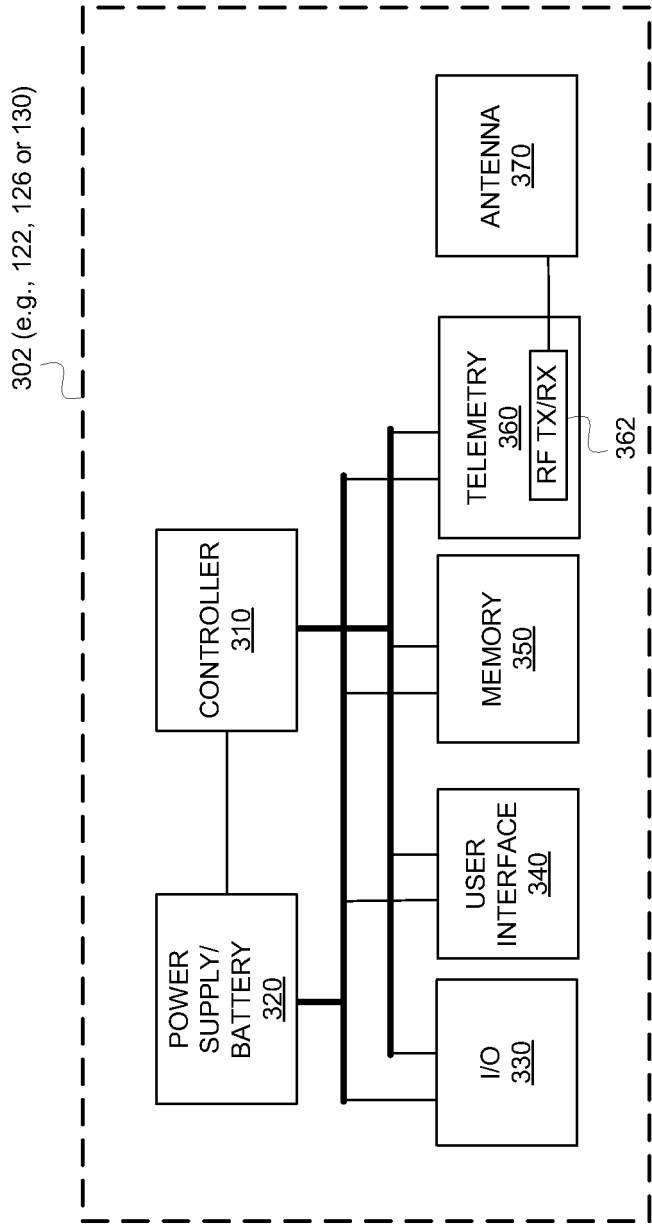 302 (e.g., 122, 126 or 130)
POWER
SUPPLY/
BATTERY
320
CONTROLLER
310
I/O
330
USER
INTERFACE
340
MEMORY
350
TELEMETRY
360
RF TX/RX
362
ANTENNA
370